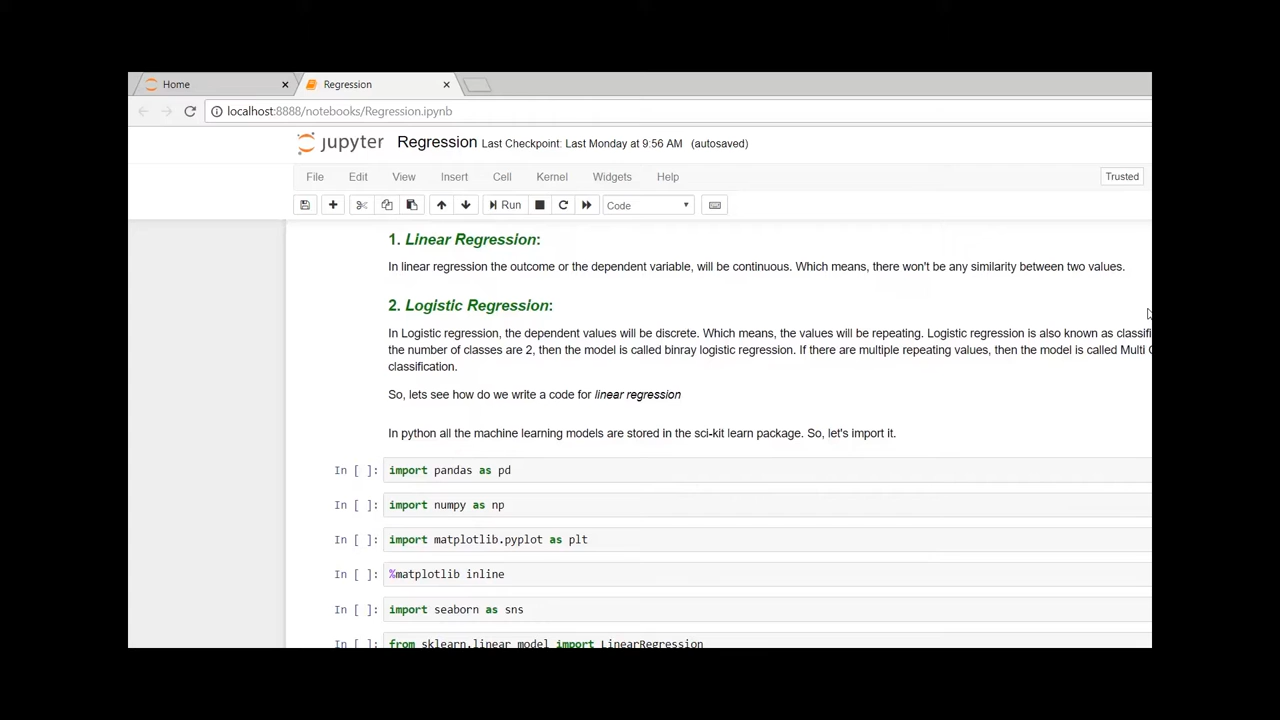 Home
Regression
localhost:8888/notebooks/Regression.ipynb
jupyter Regression Last Checkpoint: Last Monday at 9:56 AM (autosaved)
File Edit View Insert Cell Kernel Widgets Help Trusted
Run Code
1. Linear Regression:
In linear regression the outcome or the dependent variable, will be continuous. Which means, there won't be any similarity between two values.
2. Logistic Regression:
In Logistic regression, the dependent values will be discrete. Which means, the values will be repeating. Logistic regression is also known as classifi
the number of classes are 2, then the model is called binray logistic regression. If there are multiple repeating values, then the model is called Multi
classification.
So, lets see how do we write a code for linear regression
In python all the machine learning models are stored in the sci-kit learn package. So, let's import it.
In [ ]: import pandas as pd
In [ ]: import numpy as np
In [ ]: import matplotlib.pyplot as plt
In [ ]: %matplotlib inline
In [ ]: import seaborn as sns
In [ ]: from sklearn.linear_model import LinearRegression